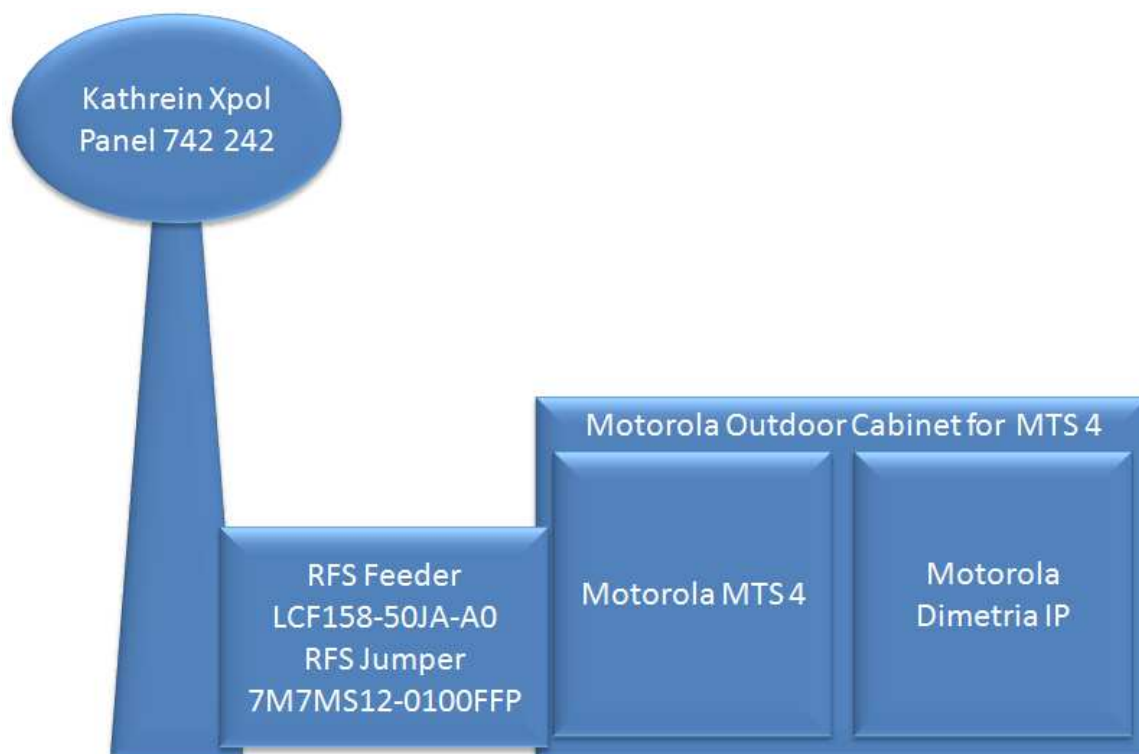 Kathrein Xpol
Panel 742 242
Motorola Outdoor Cabinet for MTS 4
RFS Feeder
LCF158-50JA-A0
RFS Jumper
7M7MS12-0100FFP
Motorola MTS 4
Motorola
Dimetria IP